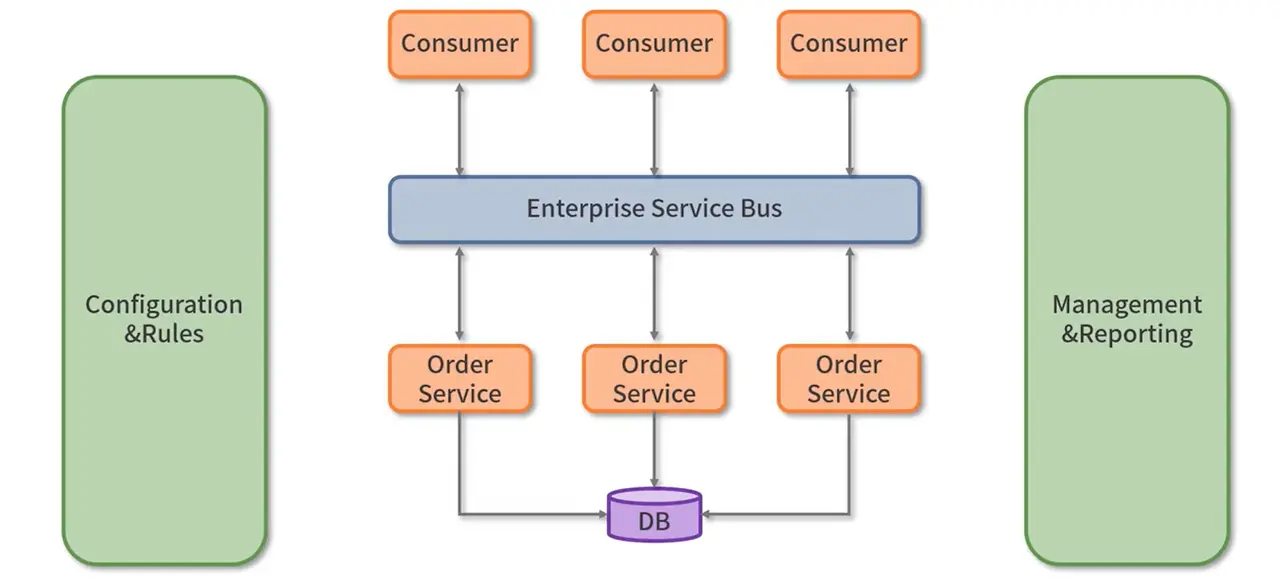 Consumer
Consumer
Consumer
Enterprise Service Bus
Configuration
&Rules
Management
&Reporting
Order
Service
Order
Service
Order
Service
DB